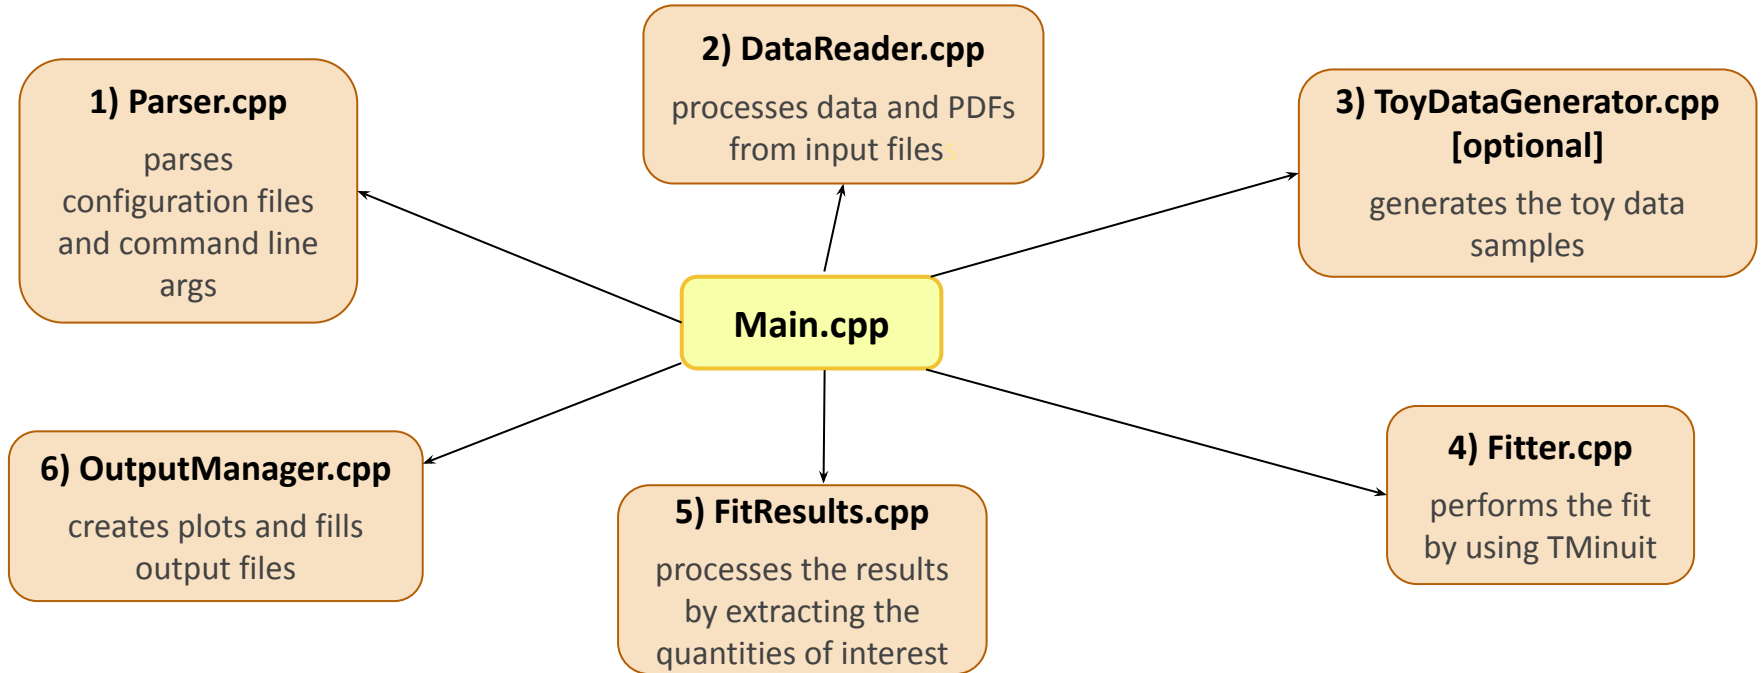 1) Parser.cpp
parses
configuration files
and command line
args
2) DataReader.cpp
processes data and PDFs
from input files
3) ToyDataGenerator.cpp
[optional]
generates the toy data
samples
Main.cpp
4) Fitter.cpp
performs the fit
by using TMinuit
5) FitResults.cpp
processes the results
by extracting the
quantities of interest
6) OutputManager.cpp
creates plots and fills
output files